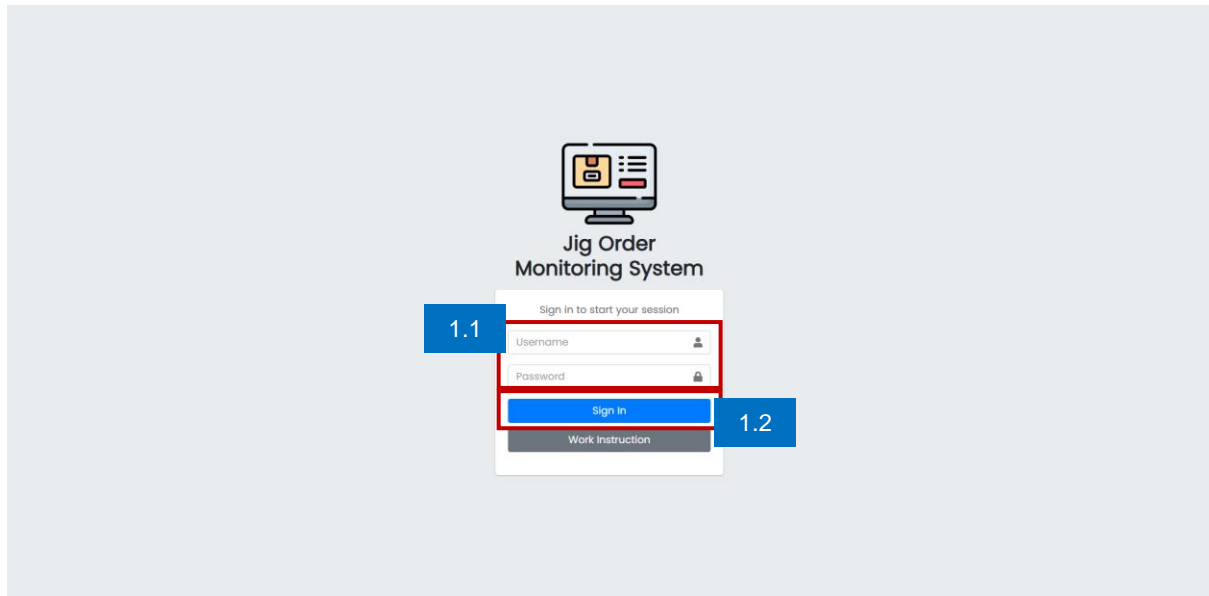 Jig Order
Monitoring System
Sign in to start your session
1.1
Username
Password
Sign In
1.2
Work Instruction